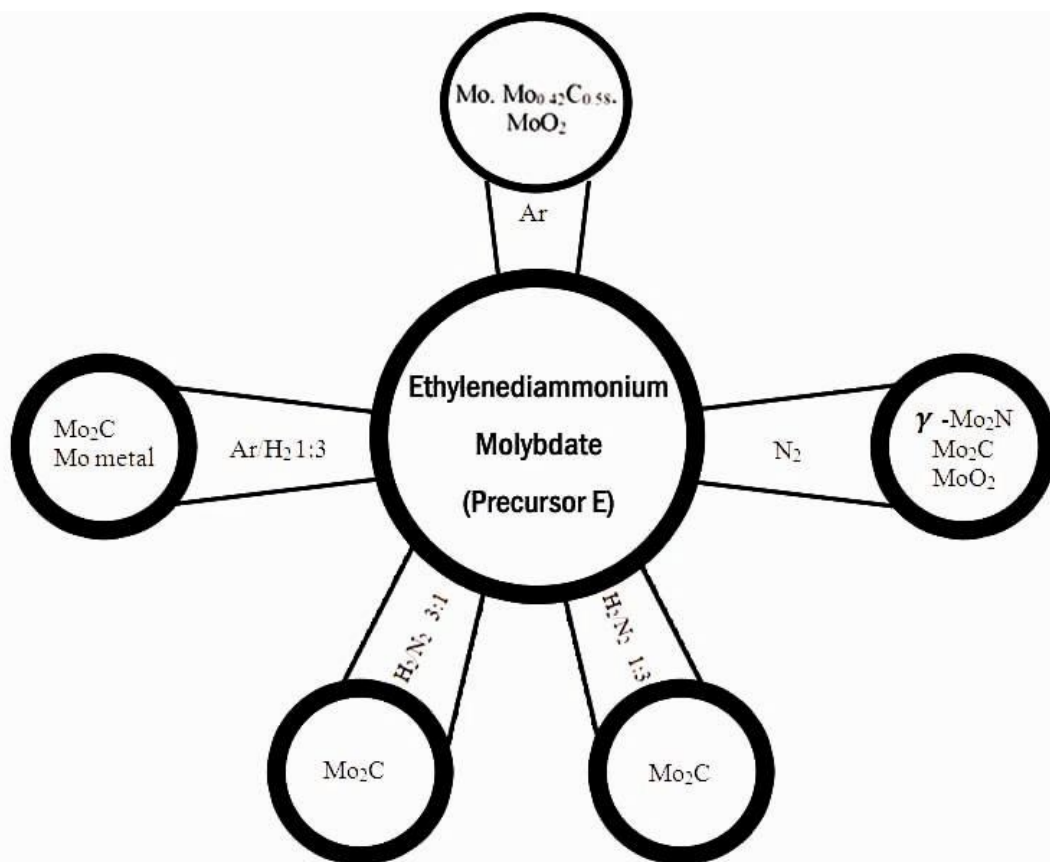 Mo. Mo₀.₄₂C₀.₅₈.
MoO₂
Ar
Ethylenediammonium
Molybdate
(Precursor E)
Mo₂C
Mo metal
Ar/H₂ 1:3
N₂
γ -Mo₂N
Mo₂C
MoO₂
H₂/N₂ 3:1
H₂/N₂ 1:3
Mo₂C
Mo₂C